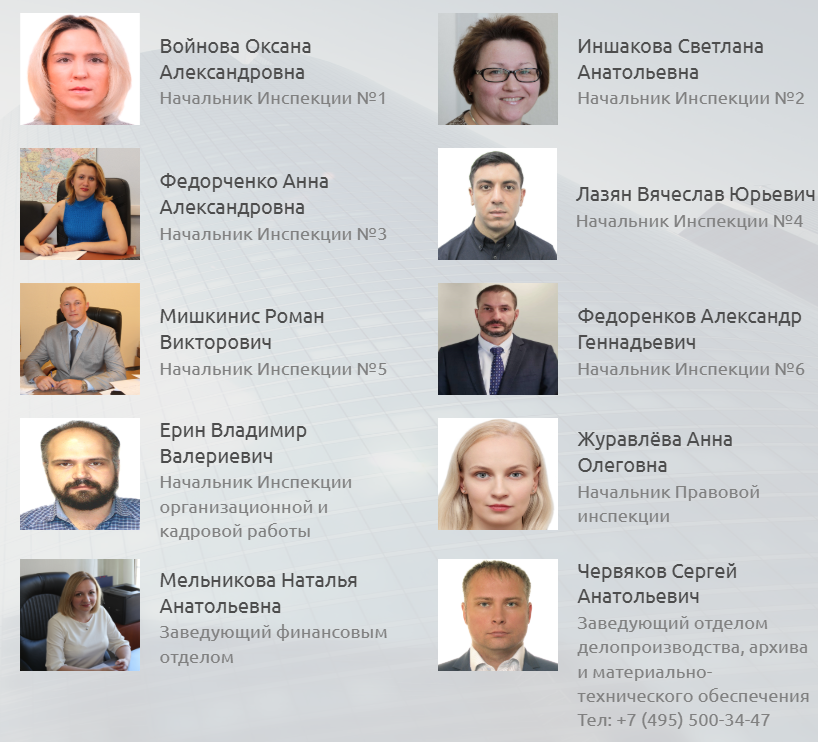 Войнова Оксана
Александровна
Начальник Инспекции №1
Иншакова Светлана
Анатольевна
Начальник Инспекции №2
Федорченко Анна
Александровна
Начальник Инспекции №3
Лазян Вячеслав Юрьевич
Начальник Инспекции №4
Мишкинис Роман
Викторович
Начальник Инспекции №5
Федоренков Александр
Геннадьевич
Начальник Инспекции №6
Ерин Владимир
Валериевич
Начальник Инспекции
организационной и
кадровой работы
Журавлёва Анна
Олеговна
Начальник Правовой
инспекции
Мельникова Наталья
Анатольевна
Заведующий финансовым
отделом
Червяков Сергей
Анатольевич
Заведующий отделом
делопроизводства, архива
и материально-
технического обеспечения
Тел: +7 (495) 500-34-47